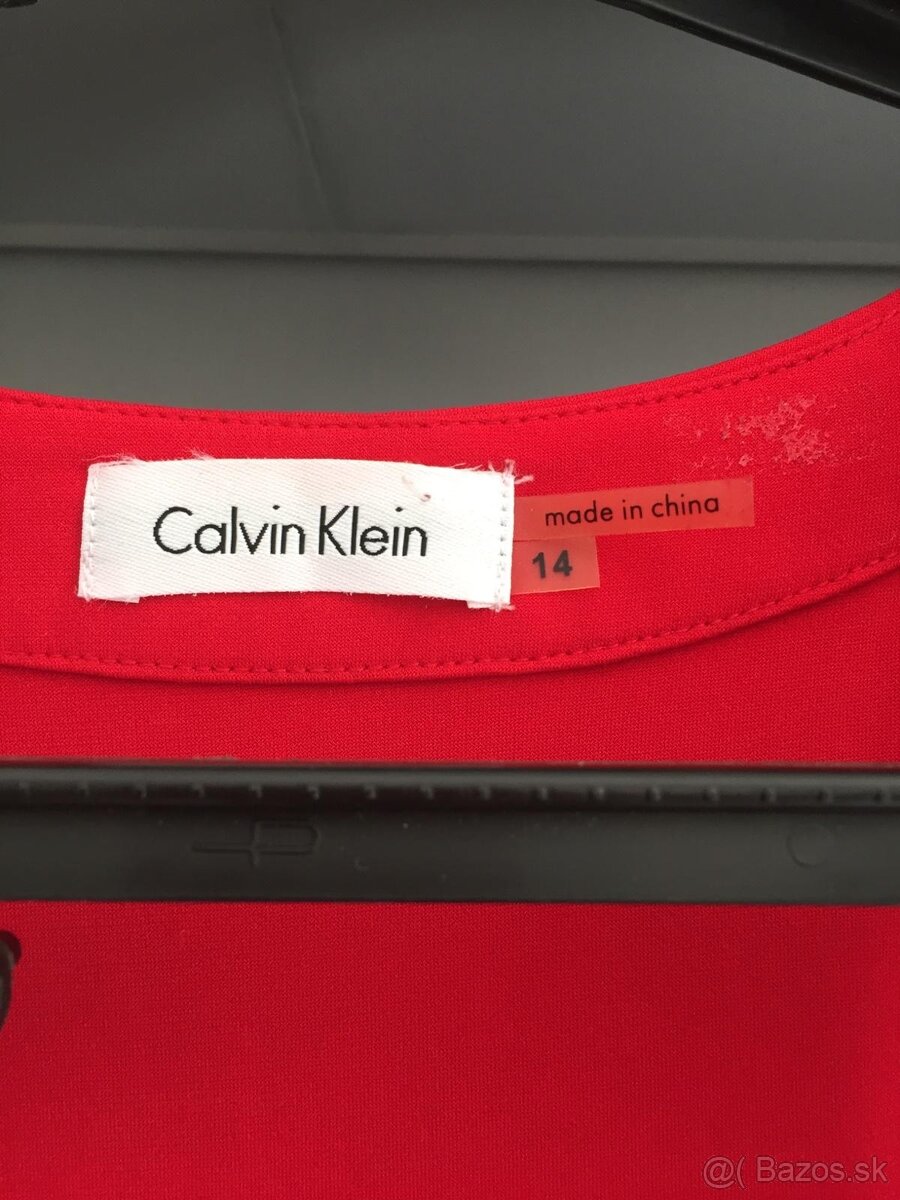 Calvin Klein
made in china
14
@( Bazos.sk